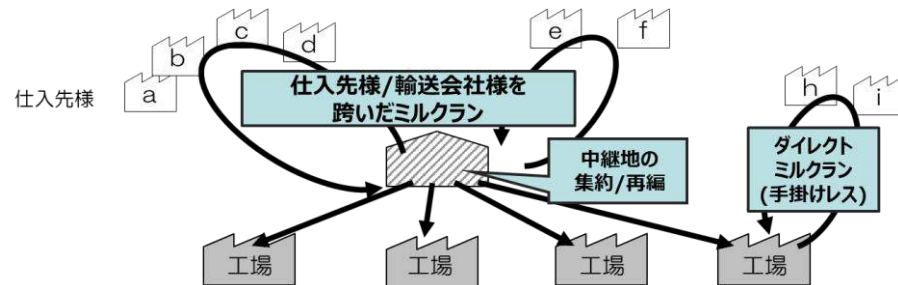 c
e
f
b
d
h
i
仕入先様
a
仕入先様/輸送会社様を
跨いだミルクラン
ダイレクト
ミルクラン
(手掛けレス)
中継地の
集約/再編
工場
工場
工場
工場